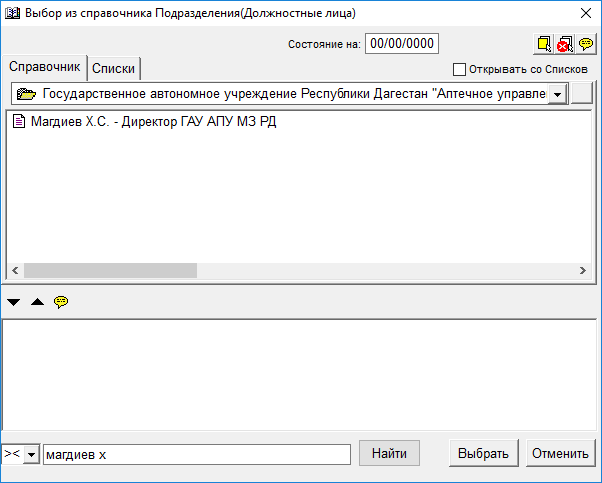 Выбор из справочника Подразделения(Должностные лица)
Состояние на: 00/00/0000
Справочник Списки
Открывать со Списков
Государственное автономное учреждение Республики Дагестан "Аптечное управле
Магдиев Х.С. - Директор ГАУ АПУ МЗ РД
>< магдиев х Найти Выбрать Отменить